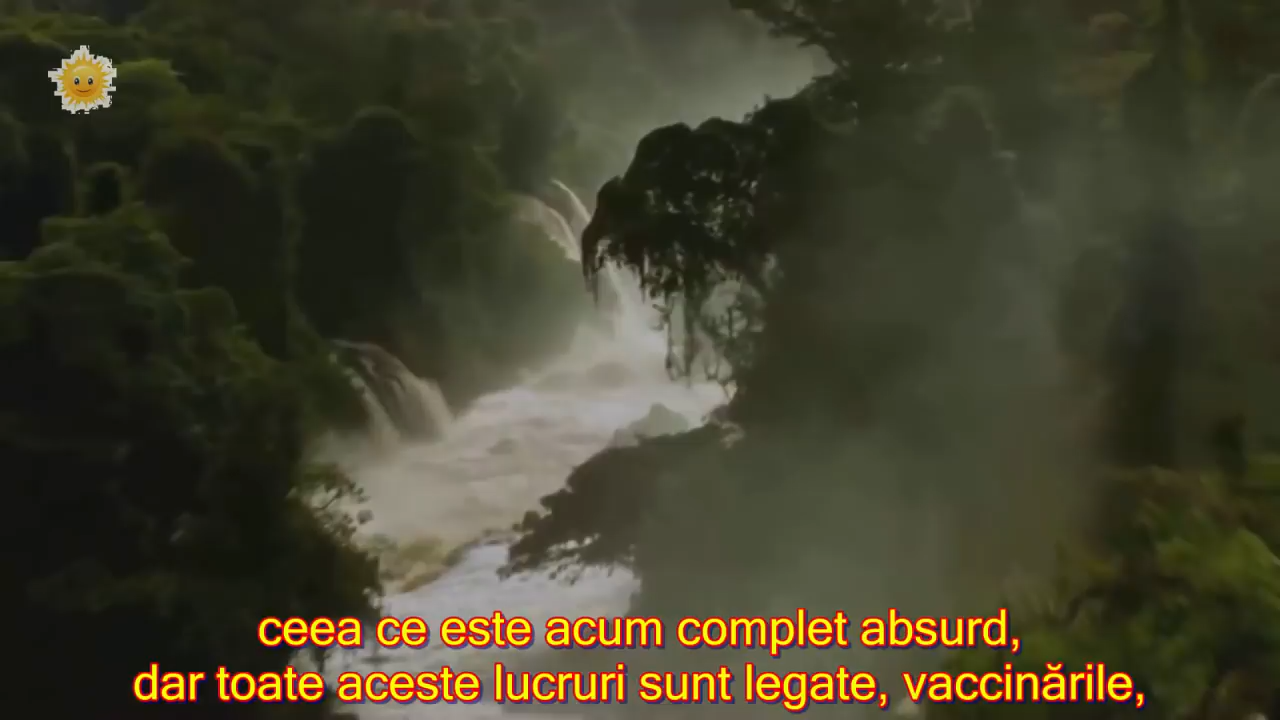 ceea ce este acum complet absurd,
dar toate aceste lucruri sunt legate, vaccinările,